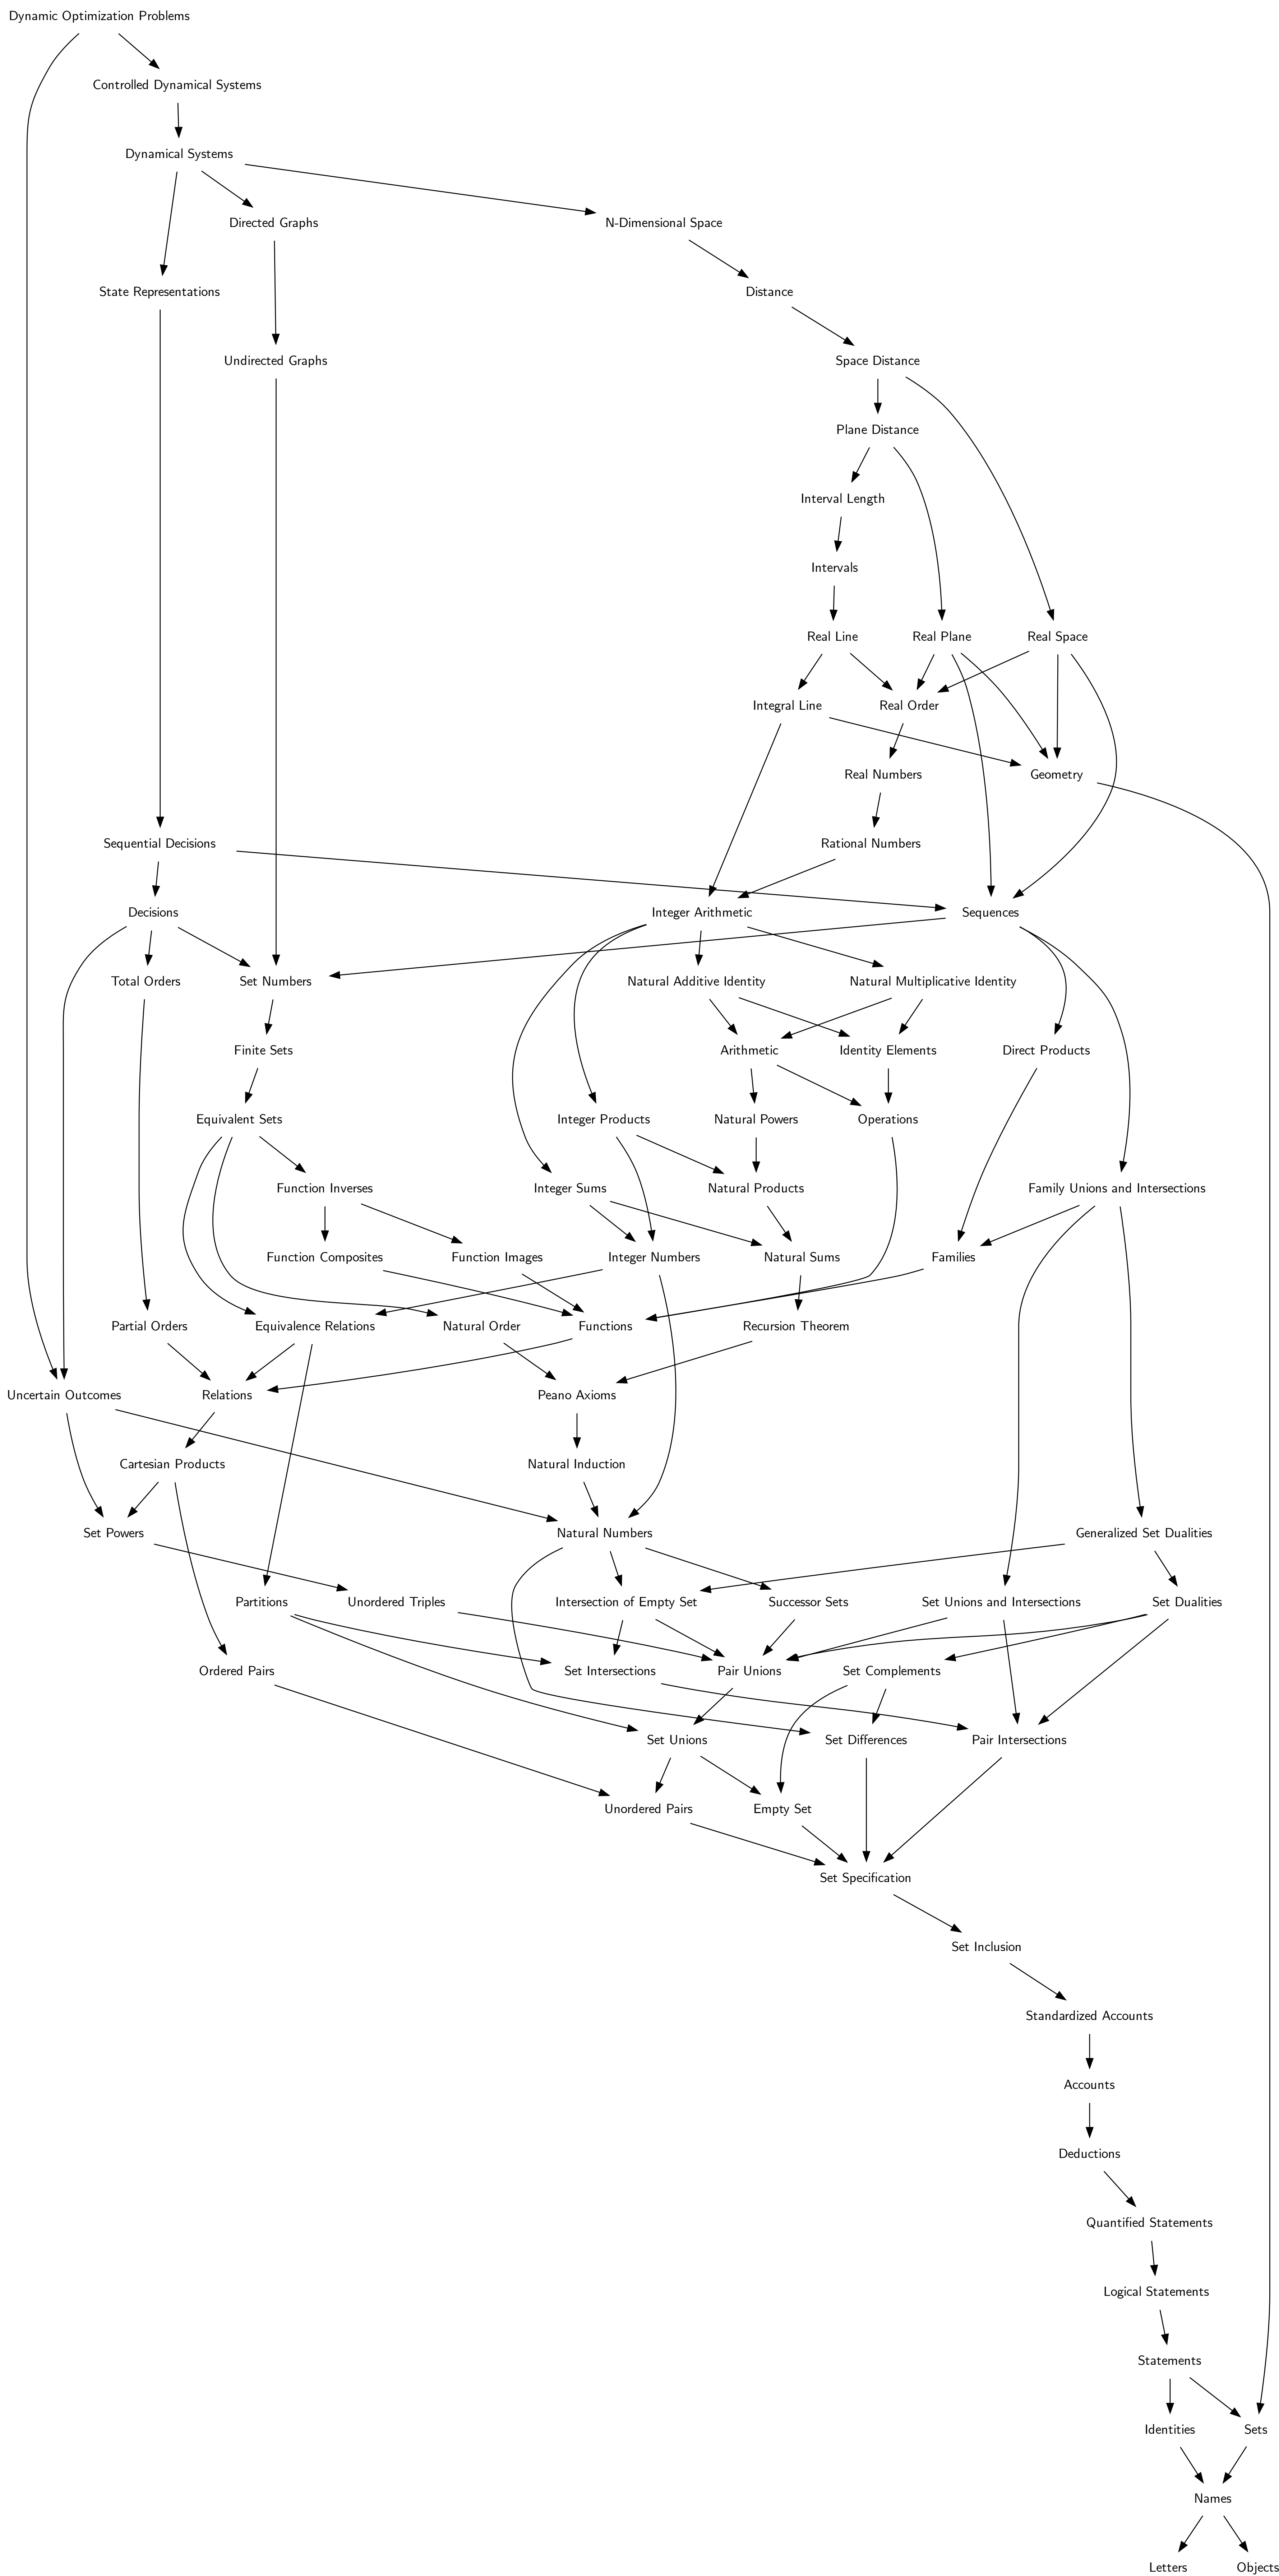 Dynamic Optimization Problems
Controlled Dynamical Systems
Dynamical Systems
Directed Graphs
N-Dimensional Space
State Representations
Distance
Undirected Graphs
Space Distance
Plane Distance
Interval Length
Intervals
Real Line
Real Plane
Real Space
Integral Line
Real Order
Real Numbers
Geometry
Sequential Decisions
Rational Numbers
Decisions
Integer Arithmetic
Sequences
Total Orders
Set Numbers
Natural Additive Identity
Natural Multiplicative Identity
Finite Sets
Arithmetic
Identity Elements
Direct Products
Equivalent Sets
Integer Products
Natural Powers
Operations
Function Inverses
Integer Sums
Natural Products
Family Unions and Intersections
Function Composites
Function Images
Integer Numbers
Natural Sums
Families
Partial Orders
Equivalence Relations
Natural Order
Functions
Recursion Theorem
Uncertain Outcomes
Relations
Peano Axioms
Cartesian Products
Natural Induction
Set Powers
Natural Numbers
Generalized Set Dualities
Partitions
Unordered Triples
Intersection of Empty Set
Successor Sets
Set Unions and Intersections
Set Dualities
Ordered Pairs
Set Intersections
Pair Unions
Set Complements
Set Unions
Set Differences
Pair Intersections
Unordered Pairs
Empty Set
Set Specification
Set Inclusion
Standardized Accounts
Accounts
Deductions
Quantified Statements
Logical Statements
Statements
Identities
Sets
Names
Letters
Objects